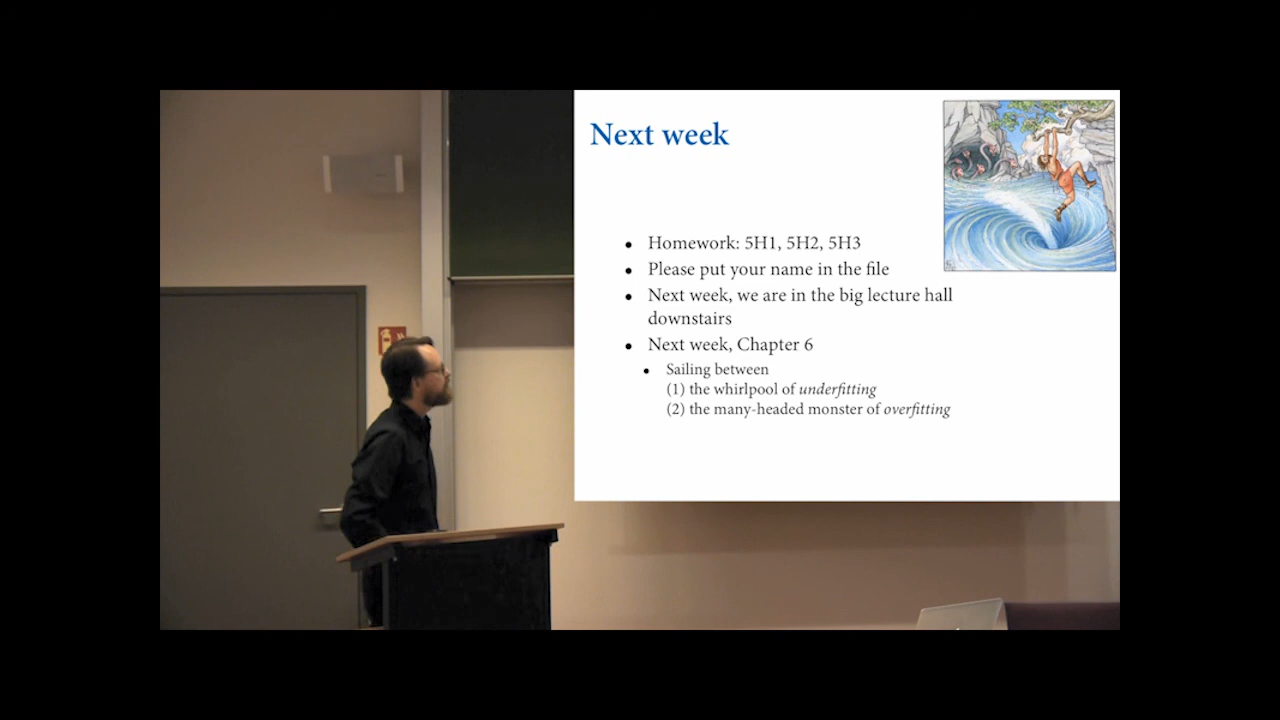 Next week
• Homework: 5H1, 5H2, 5H3
• Please put your name in the file
• Next week, we are in the big lecture hall
downstairs
• Next week, Chapter 6
• Sailing between
(1) the whirlpool of underfitting
(2) the many-headed monster of overfitting